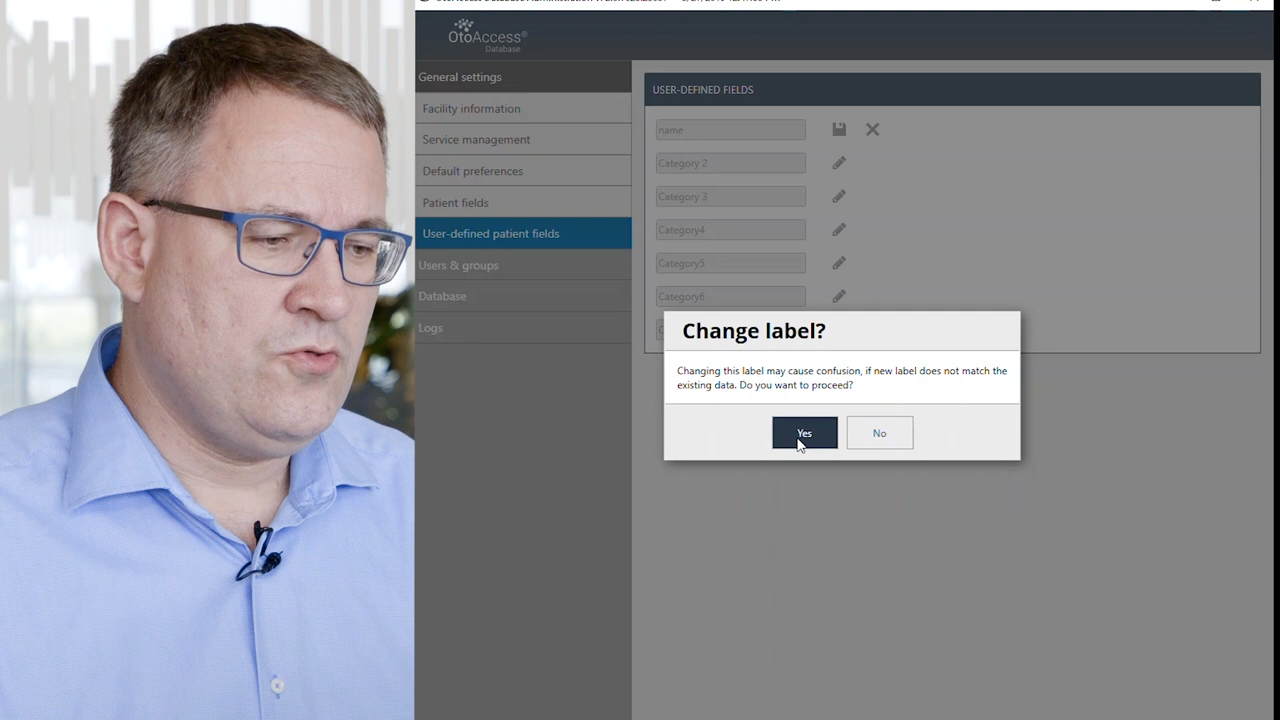 OtoAccess®
Database
General settings
Facility information
Service management
Default preferences
Patient fields
User-defined patient fields
Users & groups
Database
Logs
USER-DEFINED FIELDS
name
Category 2
Category 3
Category4
Category5
Category6
Change label?
Changing this label may cause confusion, if new label does not match the
existing data. Do you want to proceed?
Yes
No